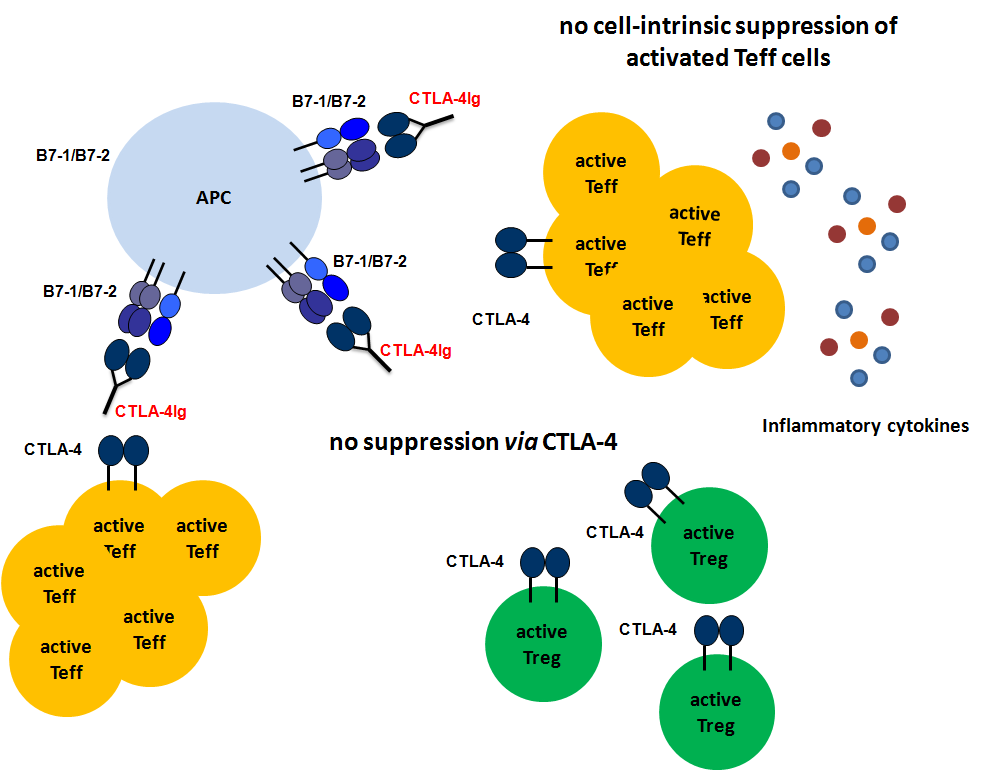 no cell-intrinsic suppression of
activated Teff cells
B7-1/B7-2
CTLA-4Ig
B7-1/B7-2
APC
B7-1/B7-2
B7-1/B7-2
CTLA-4Ig
CTLA-4Ig
active
Teff
active
Teff
active
Teff
active
Teff
active
Teff
CTLA-4
Inflammatory cytokines
no suppression via CTLA-4
CTLA-4
active
Teff
active
Teff
active
Teff
active
Teff
active
Teff
CTLA-4
active
Treg
CTLA-4
active
Treg
CTLA-4
active
Treg